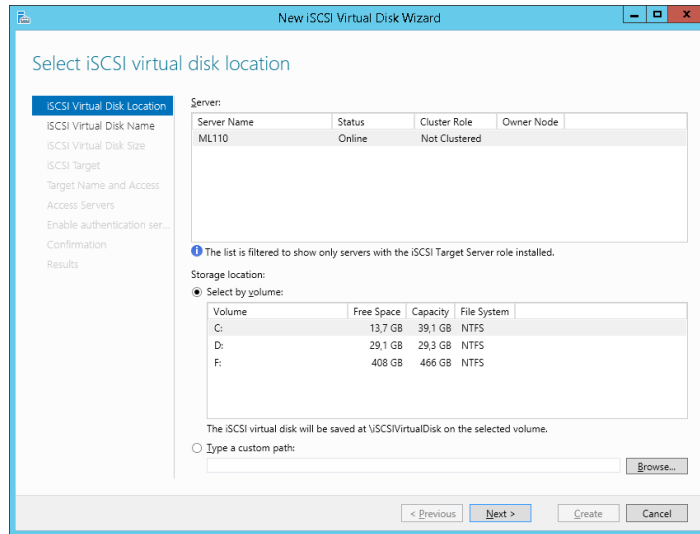 New iSCSI Virtual Disk Wizard
Select iSCSI virtual disk location
iSCSI Virtual Disk Location
iSCSI Virtual Disk Name
iSCSI Virtual Disk Size
iSCSI Target
Target Name and Access
Access Servers
Enable authentication ser...
Confirmation
Results
Server:
Server Name Status Cluster Role Owner Node
ML110 Online Not Clustered
The list is filtered to show only servers with the iSCSI Target Server role installed.
Storage location:
Select by volume:
Volume Free Space Capacity File System
C: 13,7 GB 39,1 GB NTFS
D: 29,1 GB 29,3 GB NTFS
F: 408 GB 466 GB NTFS
The iSCSI virtual disk will be saved at \iSCSIVirtualDisk on the selected volume.
Type a custom path:
Browse...
< Previous Next > Create Cancel